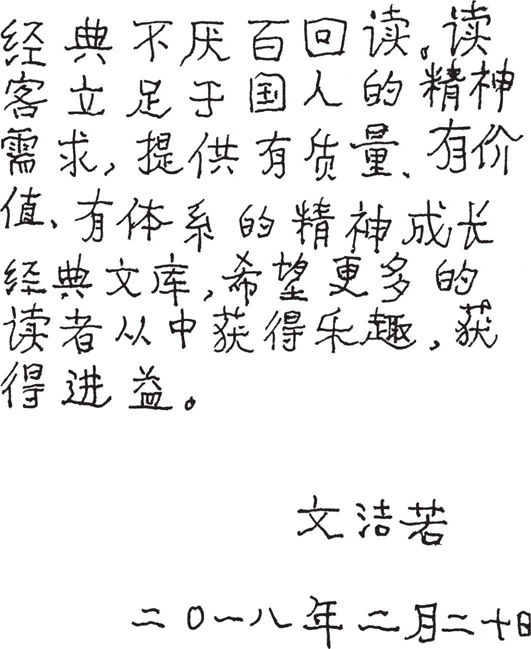 经典不厌百回读。读
客立足于国人的精神
需求,提供有质量、有价
值、有体系的精神成长
经典文库,希望更多的
读者从中获得乐趣,获
得进益。
文洁若
二〇一八年二月二十日